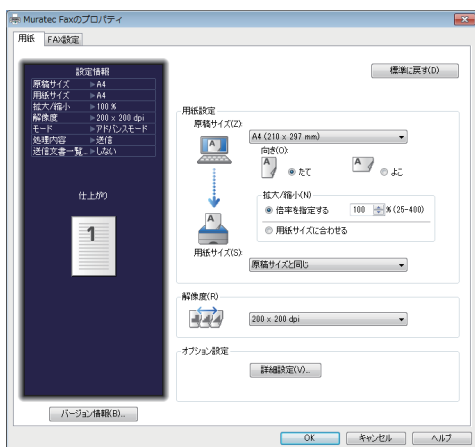 Muratec Faxのプロパティ
用紙
FAX設定
設定情報
原稿サイズ ▶A4
用紙サイズ ▶A4
拡大/縮小 ▶100 %
解像度 ▶200 x 200 dpi
モード ▶アドバンスモード
処理内容 ▶送信
送信文書一覧.. ▶しない
仕上がり
1
バージョン情報(B)...
標準に戻す(D)
用紙設定
原稿サイズ(Z):
A4 (210 x 297 mm)
向き(O):
A
たて
A
よこ
A
拡大/縮小(N)
倍率を指定する 100 % (25-400)
用紙サイズに合わせる
A
用紙サイズ(S):
原稿サイズと同じ
解像度(R)
200 x 200 dpi
オプション設定
詳細設定(V)...
OK
キャンセル
ヘルプ